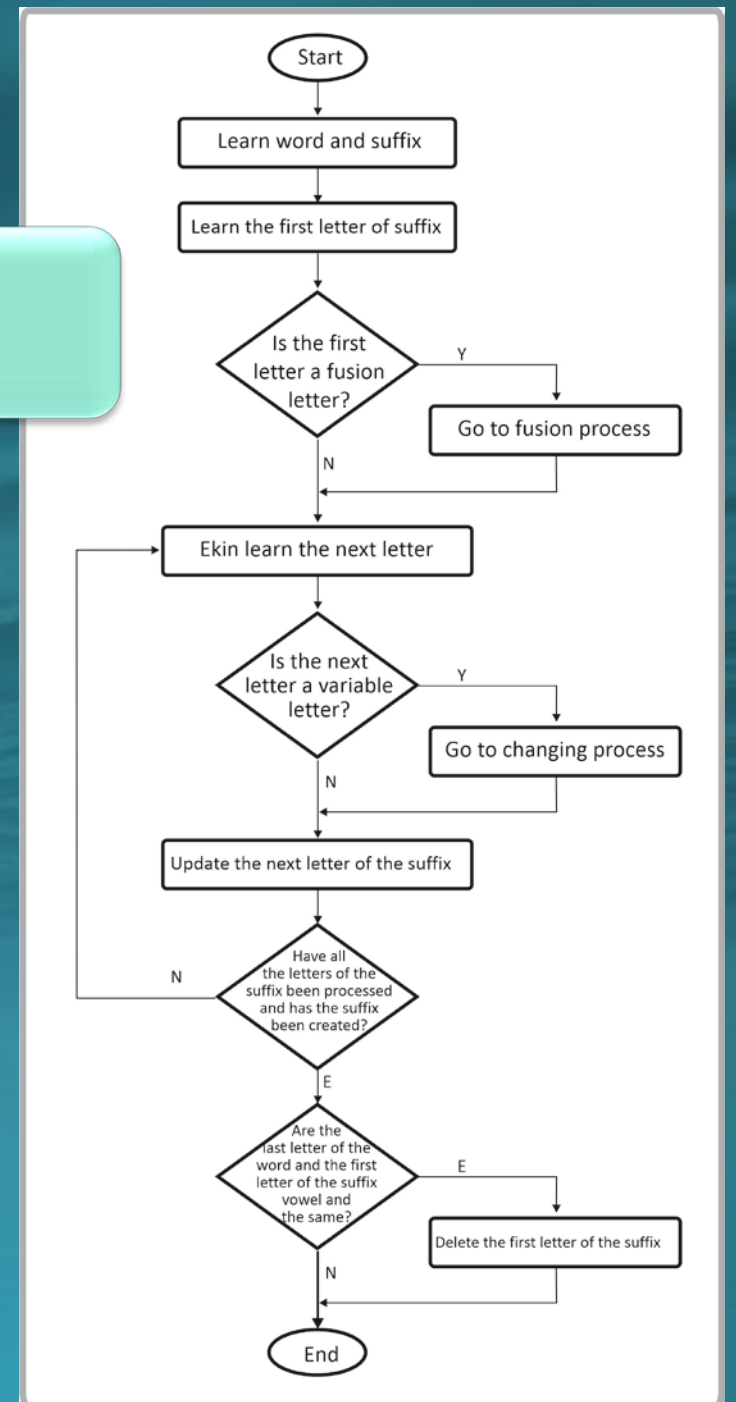 Start
Learn word and suffix
Learn the first letter of suffix
Is the first
letter a fusion
letter?
Y
Go to fusion process
N
Ekin learn the next letter
Is the next
letter a variable
letter?
Y
Go to changing process
N
Update the next letter of the suffix
Have all
the letters of the
suffix been processed
and has the suffix
been created?
N
E
Are the
last letter of the
word and the first
letter of the suffix
vowel and
the same?
E
Delete the first letter of the suffix
N
End